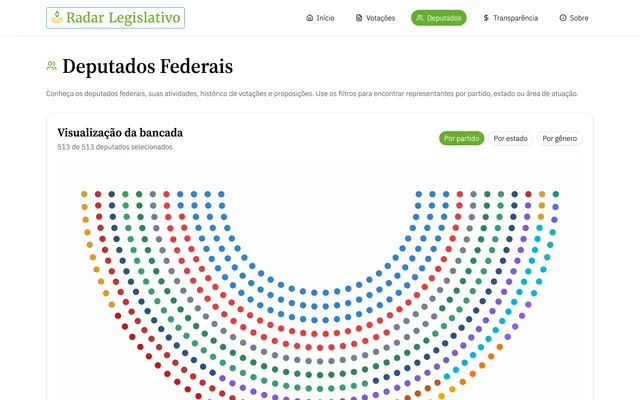 Radar Legislativo
Início
Votações
Deputados
Transparência
Sobre
Deputados Federais
Conheça os deputados federais, suas atividades, histórico de votações e proposições. Use os filtros para encontrar representantes por partido, estado ou área de atuação.
Visualização da bancada
513 de 513 deputados selecionados
Por partido
Por estado
Por gênero